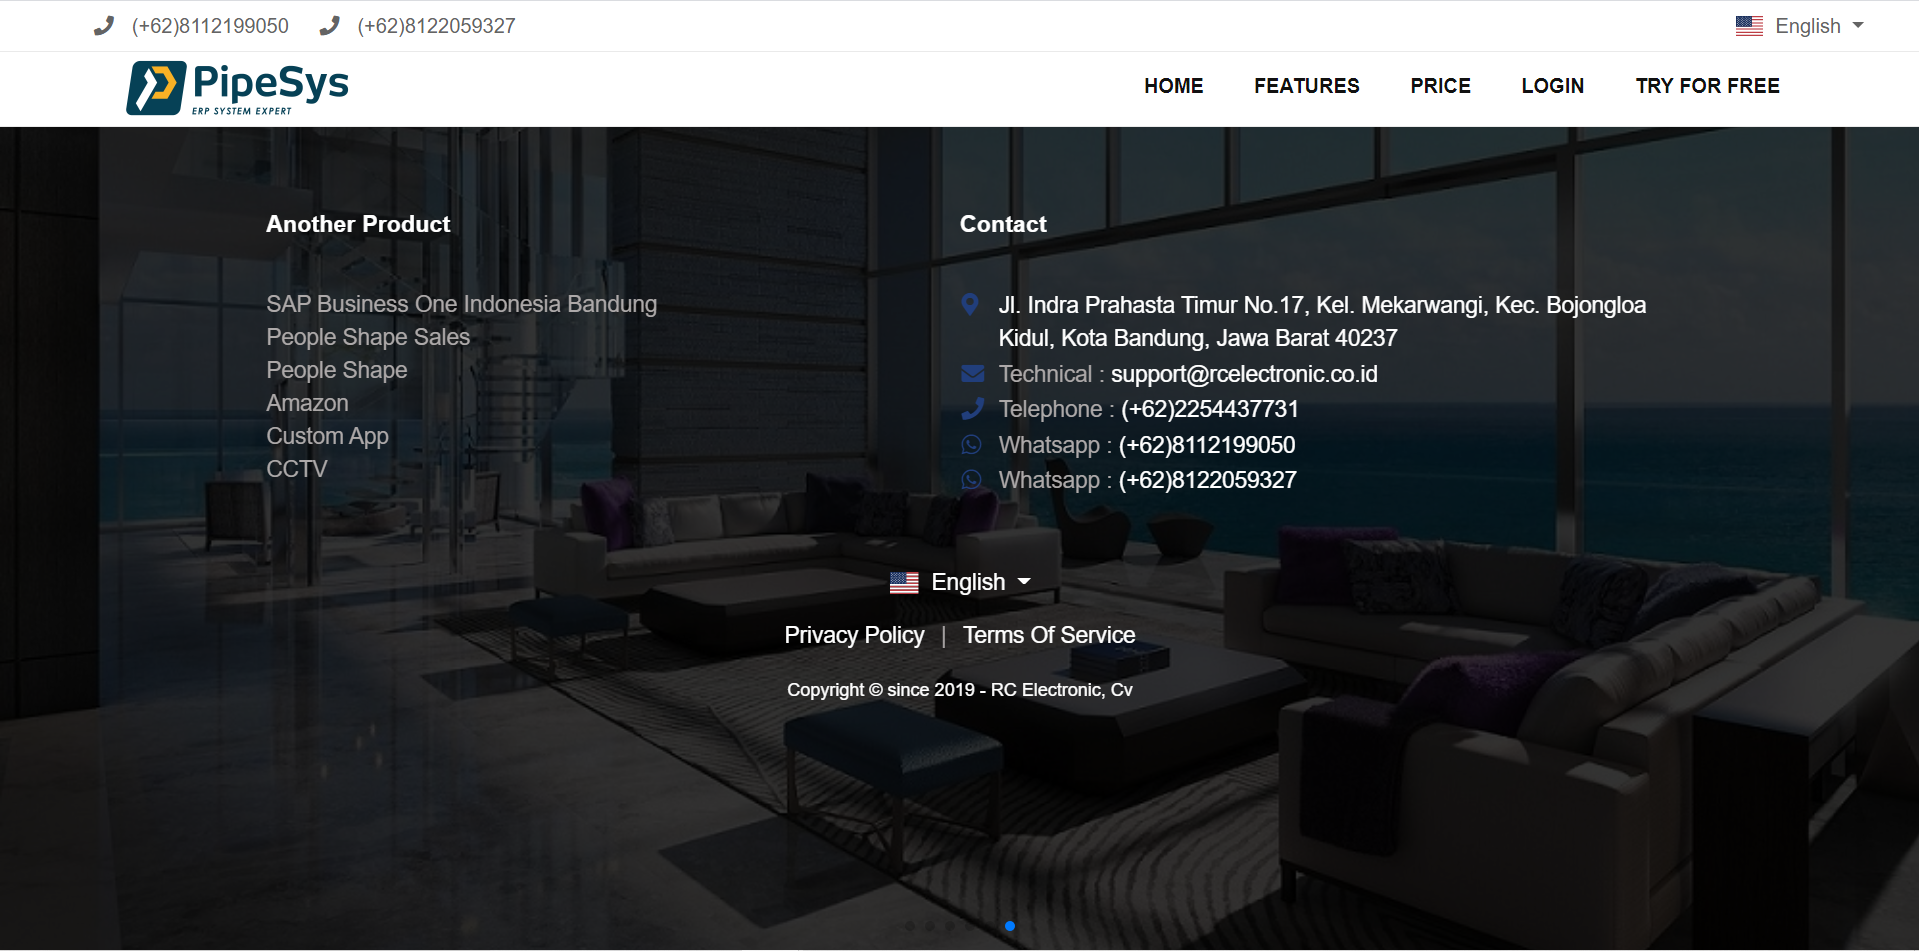 (+62)8112199050 (+62)8122059327 English
PipeSys
ERP SYSTEM EXPERT
HOME FEATURES PRICE LOGIN TRY FOR FREE
Another Product
SAP Business One Indonesia Bandung
People Shape Sales
People Shape
Amazon
Custom App
CCTV
Contact
Jl. Indra Prahasta Timur No.17, Kel. Mekarwangi, Kec. Bojongloa
Kidul, Kota Bandung, Jawa Barat 40237
Technical : support@rcelectronic.co.id
Telephone : (+62)2254437731
Whatsapp : (+62)8112199050
Whatsapp : (+62)8122059327
English
Privacy Policy | Terms Of Service
Copyright © since 2019 - RC Electronic, Cv